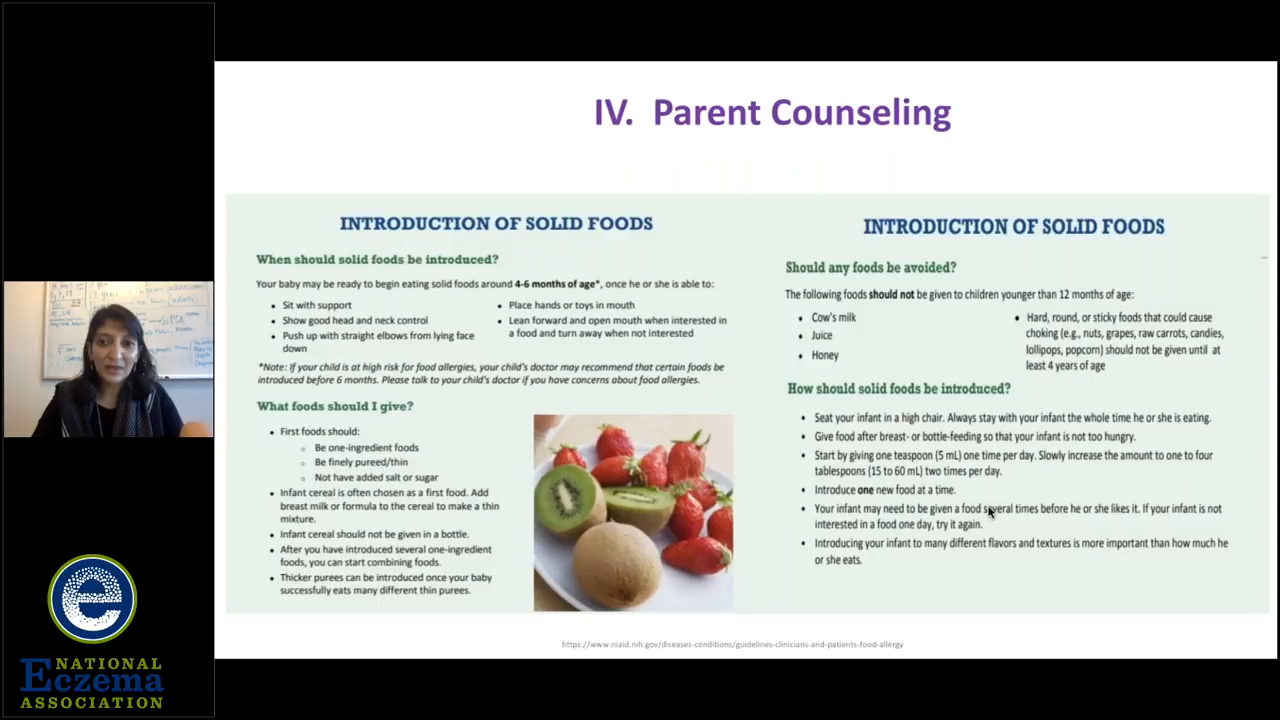 IV. Parent Counseling
INTRODUCTION OF SOLID FOODS
When should solid foods be introduced?
Your baby may be ready to begin eating solid foods around 4-6 months of age*, once he or she is able to:
• Sit with support
• Show good head and neck control
• Push up with straight elbows from lying face
down
• Place hands or toys in mouth
• Lean forward and open mouth when interested in
a food and turn away when not interested
*Note: If your child is at high risk for food allergies, your child's doctor may recommend that certain foods be
introduced before 6 months. Please talk to your child's doctor if you have concerns about food allergies.
What foods should I give?
• First foods should:
o Be one-ingredient foods
o Be finely pureed/thin
o Not have added salt or sugar
• Infant cereal is often chosen as a first food. Add
breast milk or formula to the cereal to make a thin
mixture.
• Infant cereal should not be given in a bottle.
• After you have introduced several one-ingredient
foods, you can start combining foods.
• Thicker purees can be introduced once your baby
successfully eats many different thin purees.
INTRODUCTION OF SOLID FOODS
Should any foods be avoided?
The following foods should not be given to children younger than 12 months of age:
• Cow's milk
• Juice
• Honey
• Hard, round, or sticky foods that could cause
choking (e.g., nuts, grapes, raw carrots, candies,
lollipops, popcorn) should not be given until at
least 4 years of age
How should solid foods be introduced?
• Seat your infant in a high chair. Always stay with your infant the whole time he or she is eating.
• Give food after breast- or bottle-feeding so that your infant is not too hungry.
• Start by giving one teaspoon (5 mL) one time per day. Slowly increase the amount to one to four
tablespoons (15 to 60 mL) two times per day.
• Introduce one new food at a time.
• Your infant may need to be given a food several times before he or she likes it. If your infant is not
interested in a food one day, try it again.
• Introducing your infant to many different flavors and textures is more important than how much he
or she eats.
https://www.niaid.nih.gov/diseases-conditions/guidelines-clinicians-and-patients-food-allergy
e
NATIONAL
Eczema
ASSOCIATION